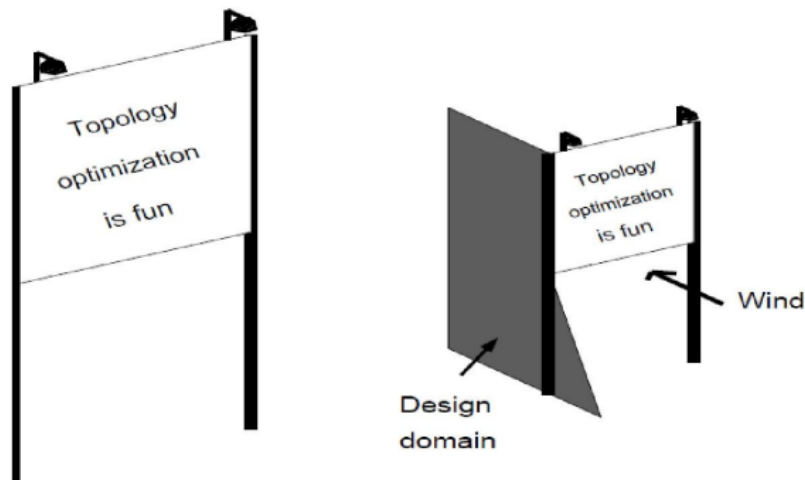 Topology
optimization
is fun
Topology
optimization
is fun
Wind
Design
domain